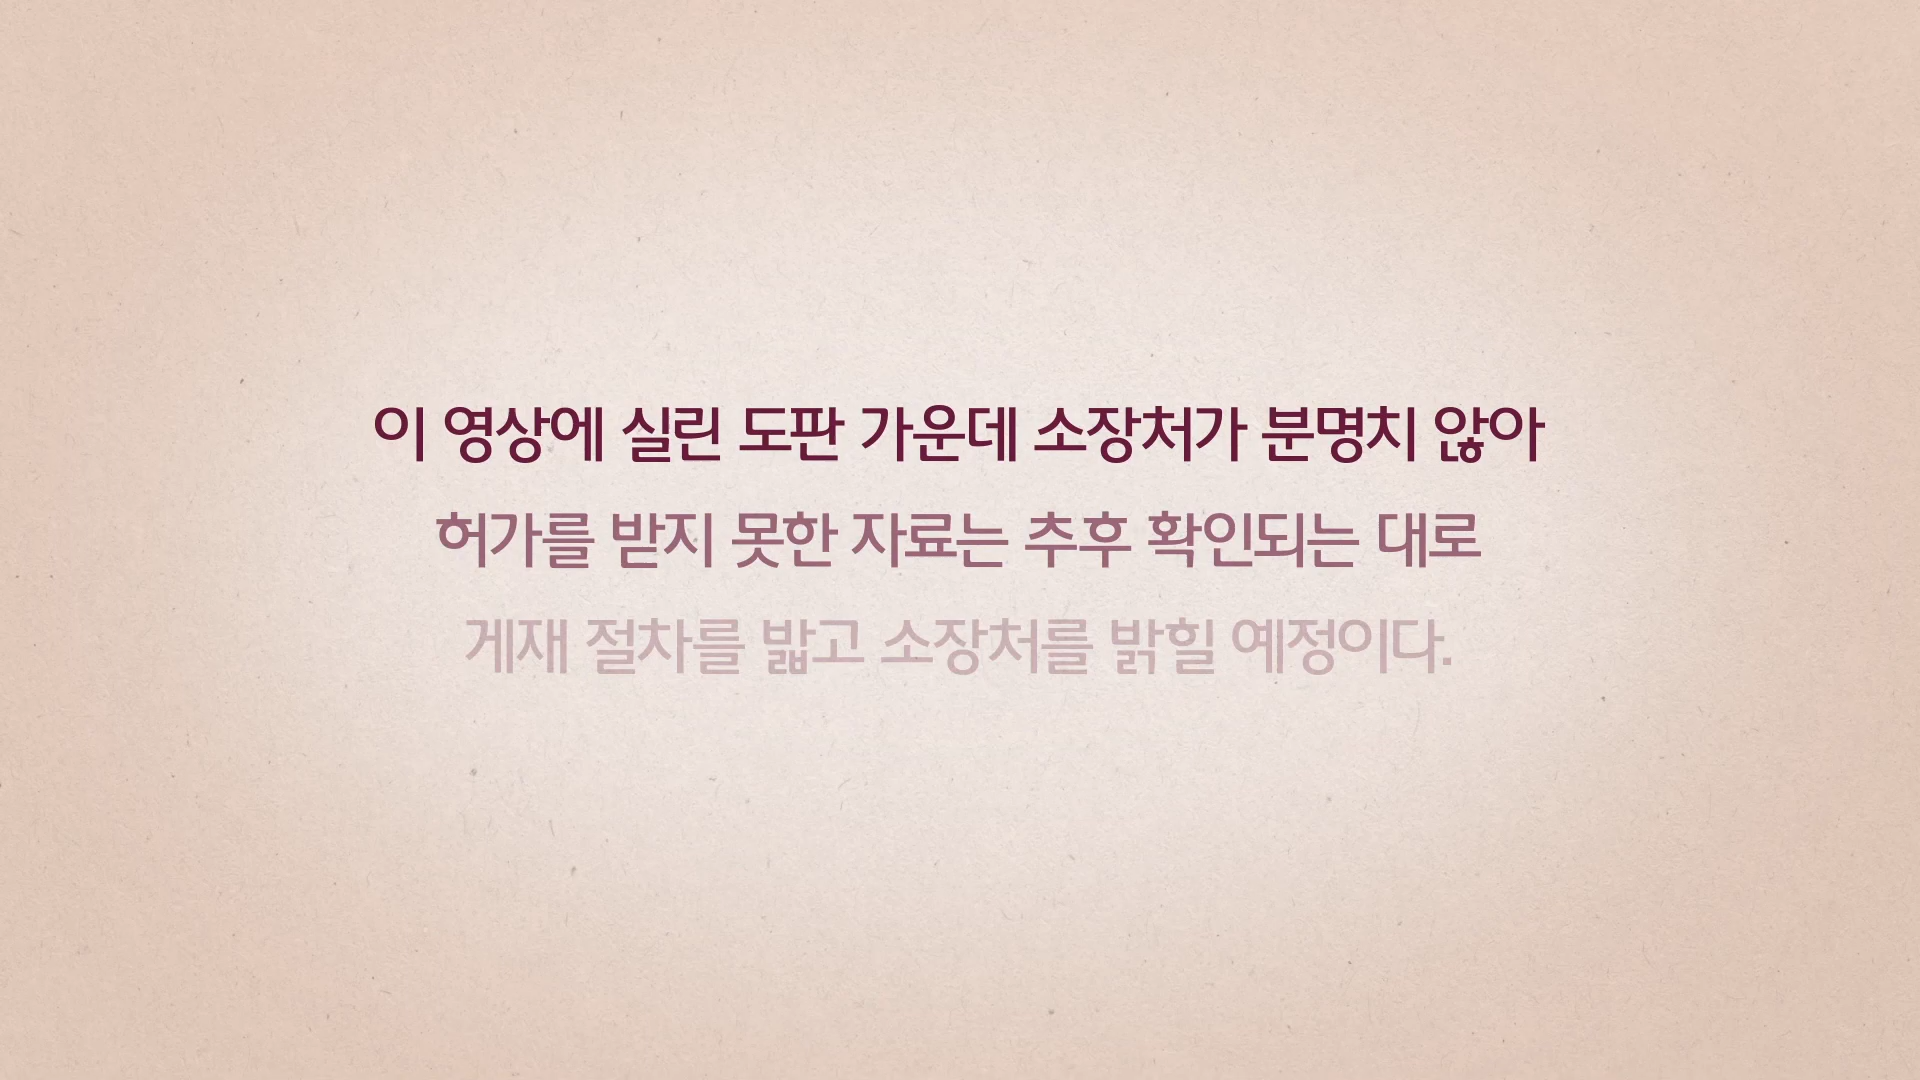 이 영상에 실린 도판 가운데 소장처가 분명치 않아
허가를 받지 못한 자료는 추후 확인되는 대로
게재 절차를 밟고 소장처를 밝힐 예정이다.